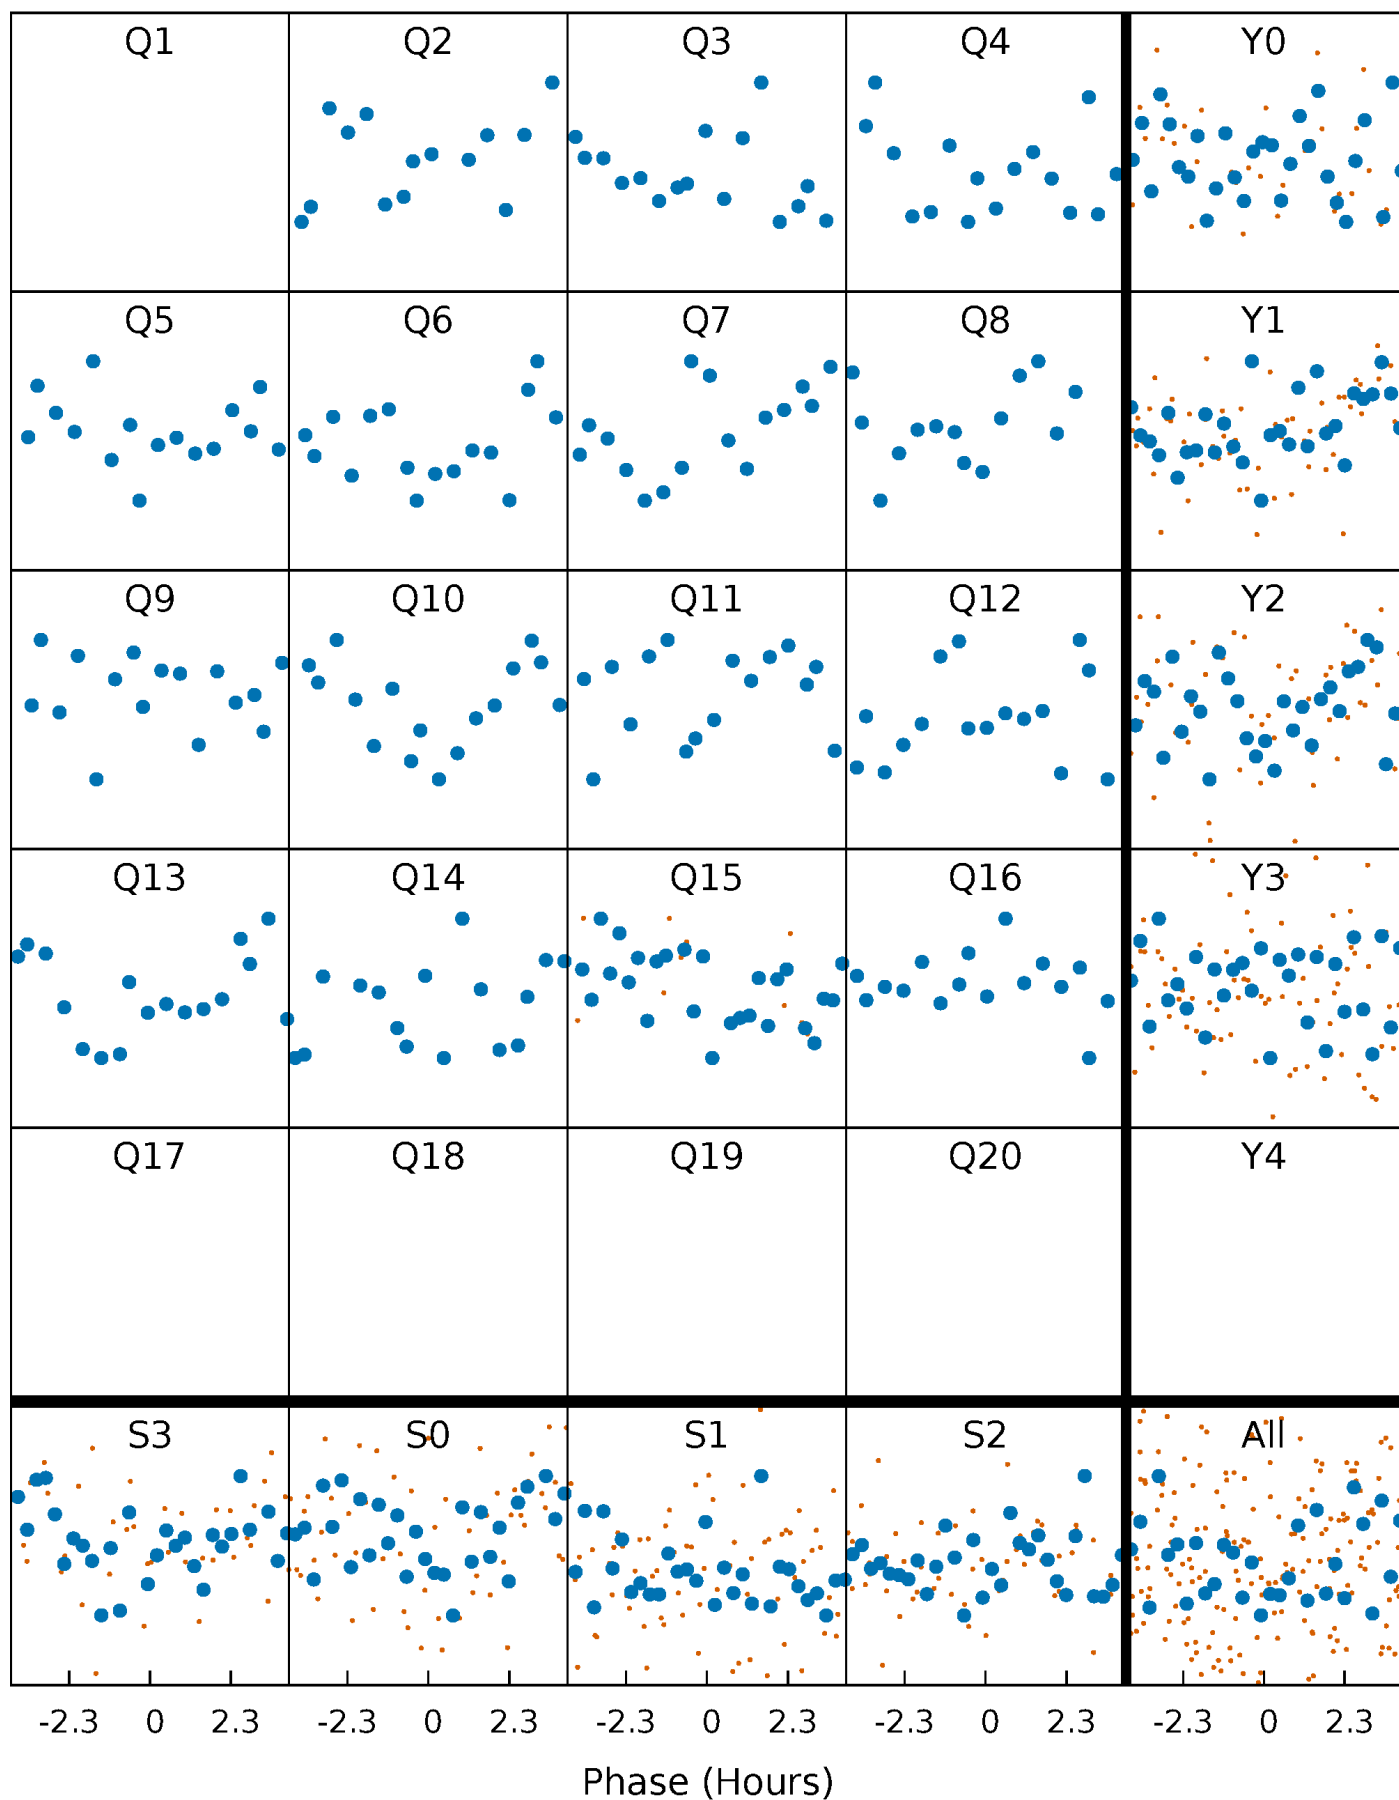 Q1 Q2 Q3 Q4 Y0
Q5 Q6 Q7 Q8 Y1
Q9 Q10 Q11 Q12 Y2
Q13 Q14 Q15 Q16 Y3
Q17 Q18 Q19 Q20 Y4
S3 S0 S1 S2 All
-2.3 0 2.3 -2.3 0 2.3 -2.3 0 2.3 -2.3 0 2.3 -2.3 0 2.3
Phase (Hours)